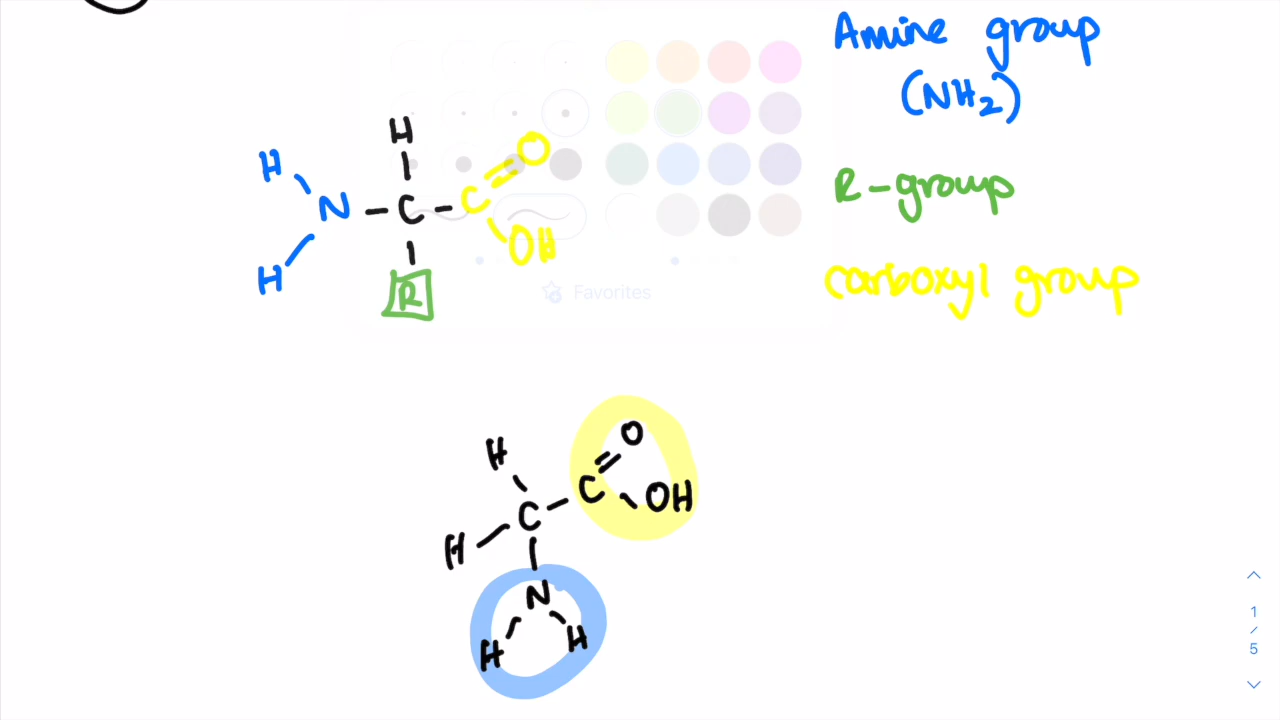 Amine group
(NH2)
H
H
O
N - C - C
OH
H
R
R-group
carboxyl group
Favorites
O
H
C
OH
C
H
N
H
H
1
/
5